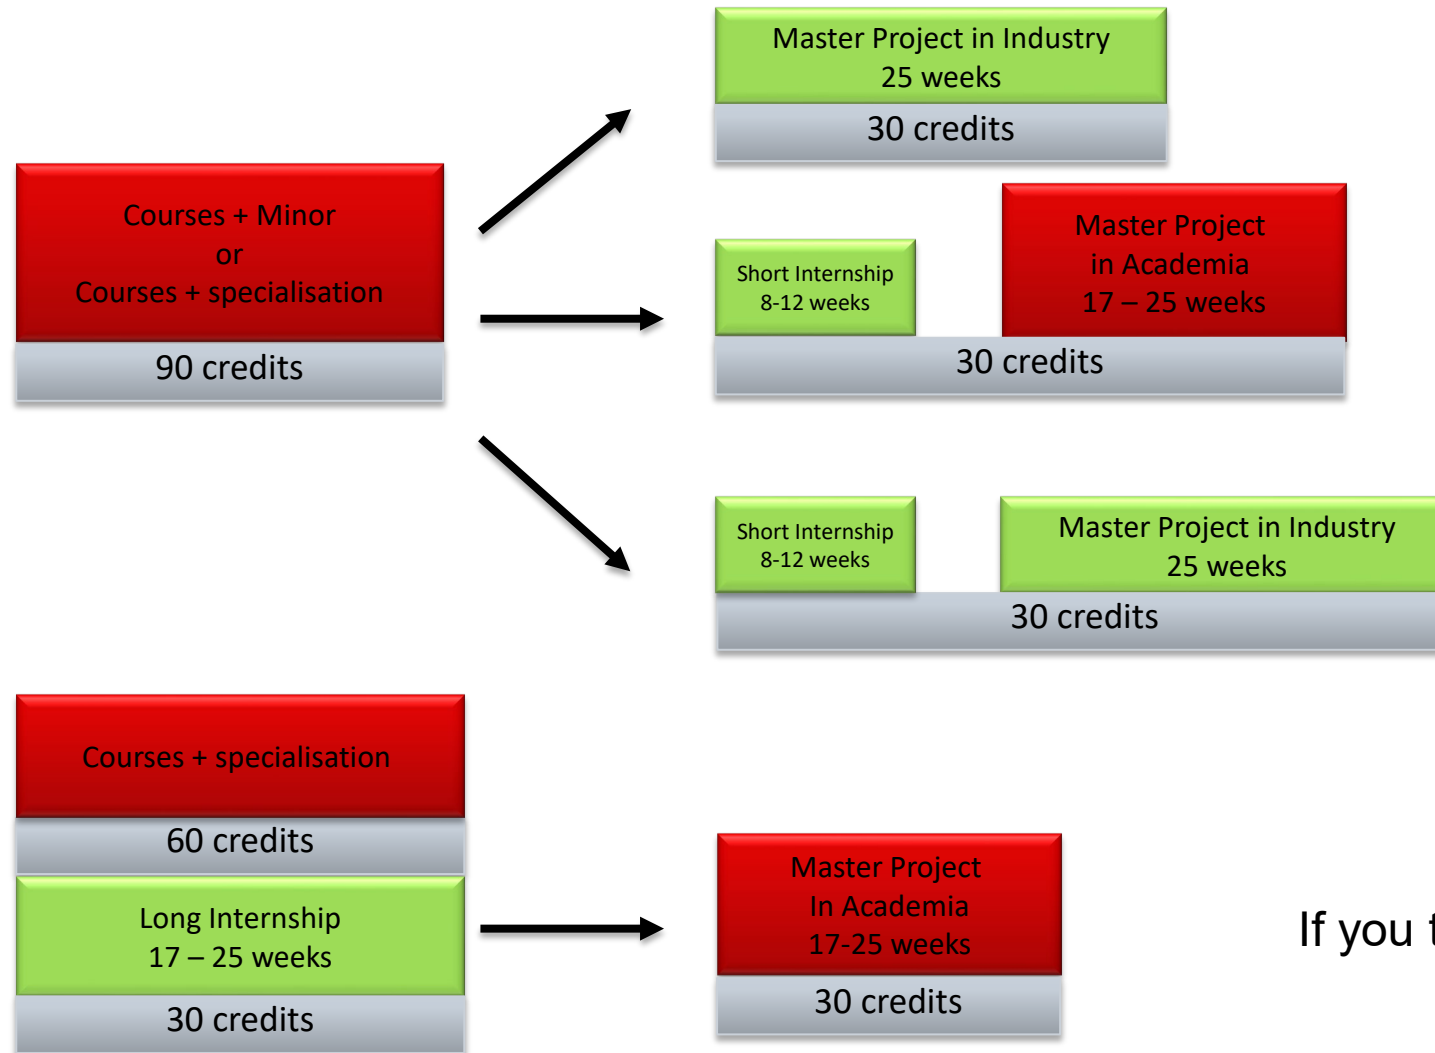 Master Project in Industry
25 weeks
30 credits
Courses + Minor
or
Courses + specialisation
90 credits
Short Internship
8-12 weeks
Master Project
in Academia
17 – 25 weeks
30 credits
Short Internship
8-12 weeks
Master Project in Industry
25 weeks
30 credits
Courses + specialisation
60 credits
Long Internship
17 – 25 weeks
30 credits
Master Project
In Academia
17-25 weeks
30 credits
If you